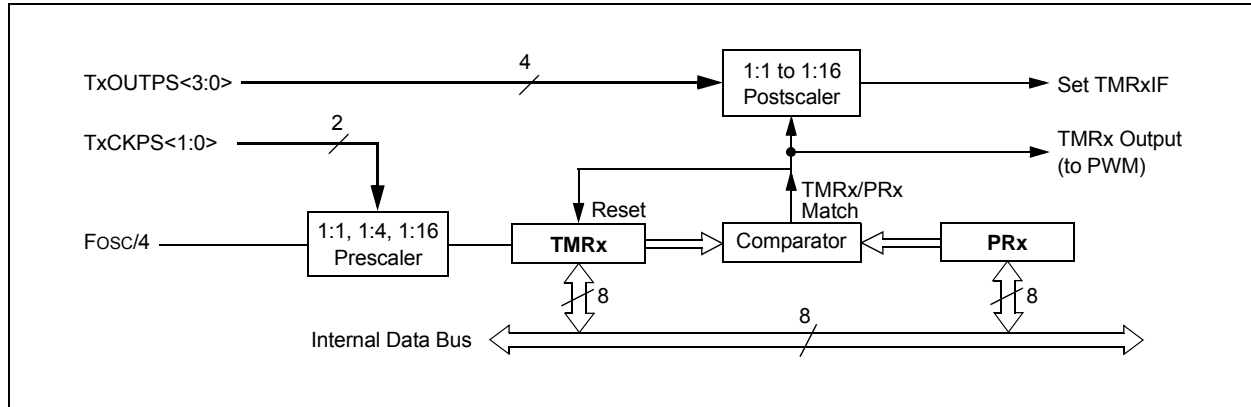 TxOUTPS<3:0>
4
1:1 to 1:16
Postscaler
Set TMRxIF
TxCKPS<1:0>
2
TMRx Output
(to PWM)
TMRx/PRx
Match
Reset
FOSC/4
1:1, 1:4, 1:16
Prescaler
TMRx
Comparator
PRx
8
8
8
Internal Data Bus